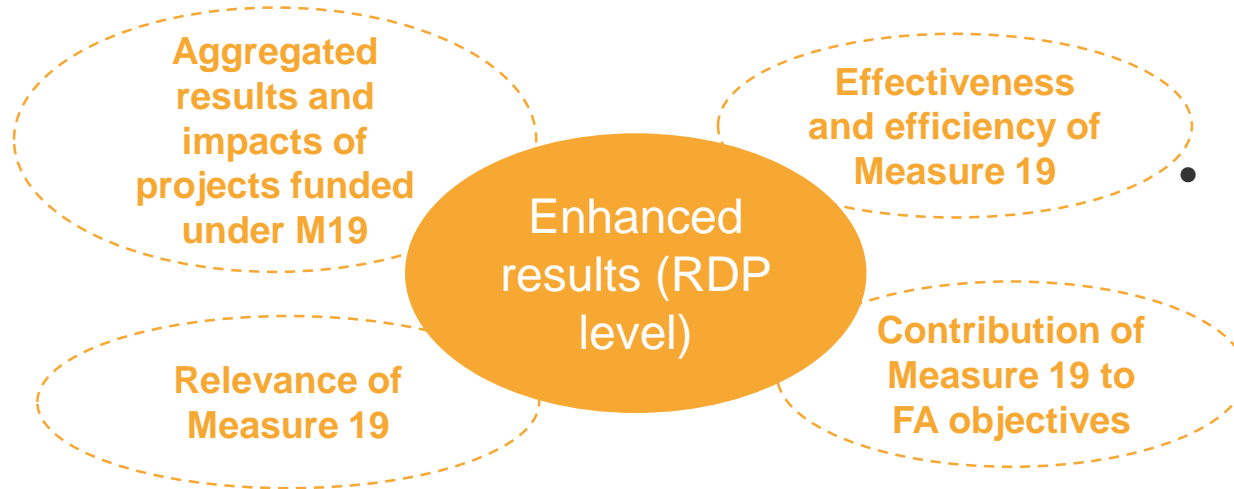 Aggregated
results and
impacts of
projects funded
under M19
Effectiveness
and efficiency of
Measure 19
•
Enhanced
results (RDP
level)
Relevance of
Measure 19
Contribution of
Measure 19 to
FA objectives